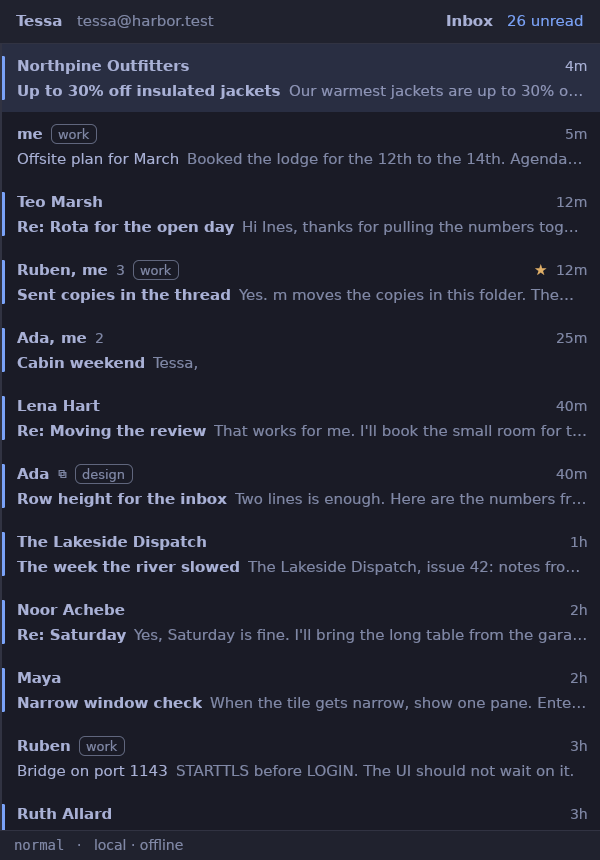 Tessa tessa@harbor.test Inbox 26 unread
Northpine Outfitters 4m
Up to 30% off insulated jackets Our warmest jackets are up to 30% o…
me work 5m
Offsite plan for March Booked the lodge for the 12th to the 14th. Agenda…
Teo Marsh 12m
Re: Rota for the open day Hi Ines, thanks for pulling the numbers tog…
Ruben, me 3 work ★ 12m
Sent copies in the thread Yes. m moves the copies in this folder. The…
Ada, me 2 25m
Cabin weekend Tessa,
Lena Hart 40m
Re: Moving the review That works for me. I'll book the small room for t…
Ada design 40m
Row height for the inbox Two lines is enough. Here are the numbers fr…
The Lakeside Dispatch 1h
The week the river slowed The Lakeside Dispatch, issue 42: notes fro…
Noor Achebe 2h
Re: Saturday Yes, Saturday is fine. I'll bring the long table from the gara…
Maya 2h
Narrow window check When the tile gets narrow, show one pane. Ente…
Ruben work 3h
Bridge on port 1143 STARTTLS before LOGIN. The UI should not wait on it.
Ruth Allard 3h
normal · local · offline